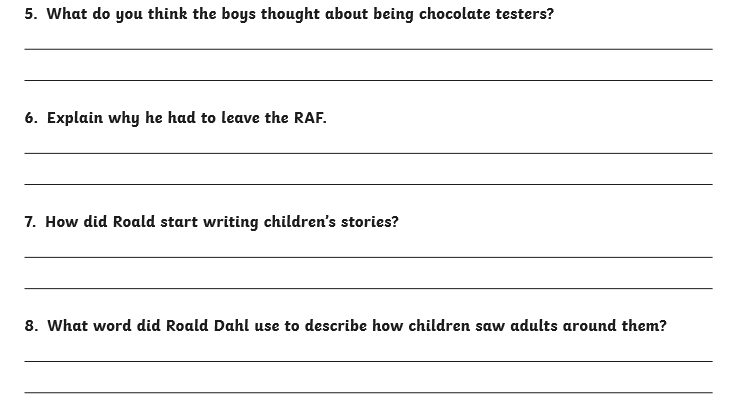 5. What do you think the boys thought about being chocolate testers?
6. Explain why he had to leave the RAF.
7. How did Roald start writing children's stories?
8. What word did Roald Dahl use to describe how children saw adults around them?